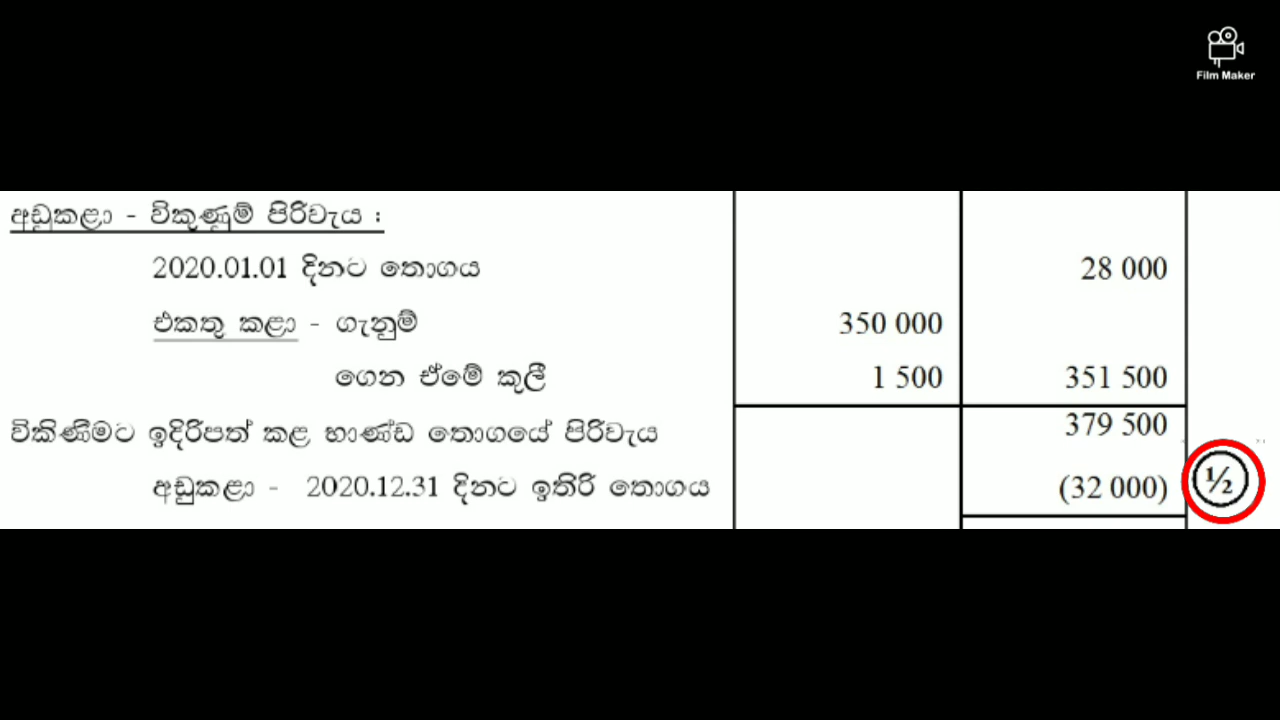 Film Maker
අඩුකළා - විකුණුම් පිරිවැය :
2020.01.01 දිනට තොගය 28 000
එකතු කළා - ගැනුම් 350 000
ගෙන ඒමේ කුලී 1 500 351 500
විකිණීමට ඉදිරිපත් කළ භාණ්ඩ තොගයේ පිරිවැය 379 500
අඩුකළා - 2020.12.31 දිනට ඉතිරි තොගය (32 000) ½